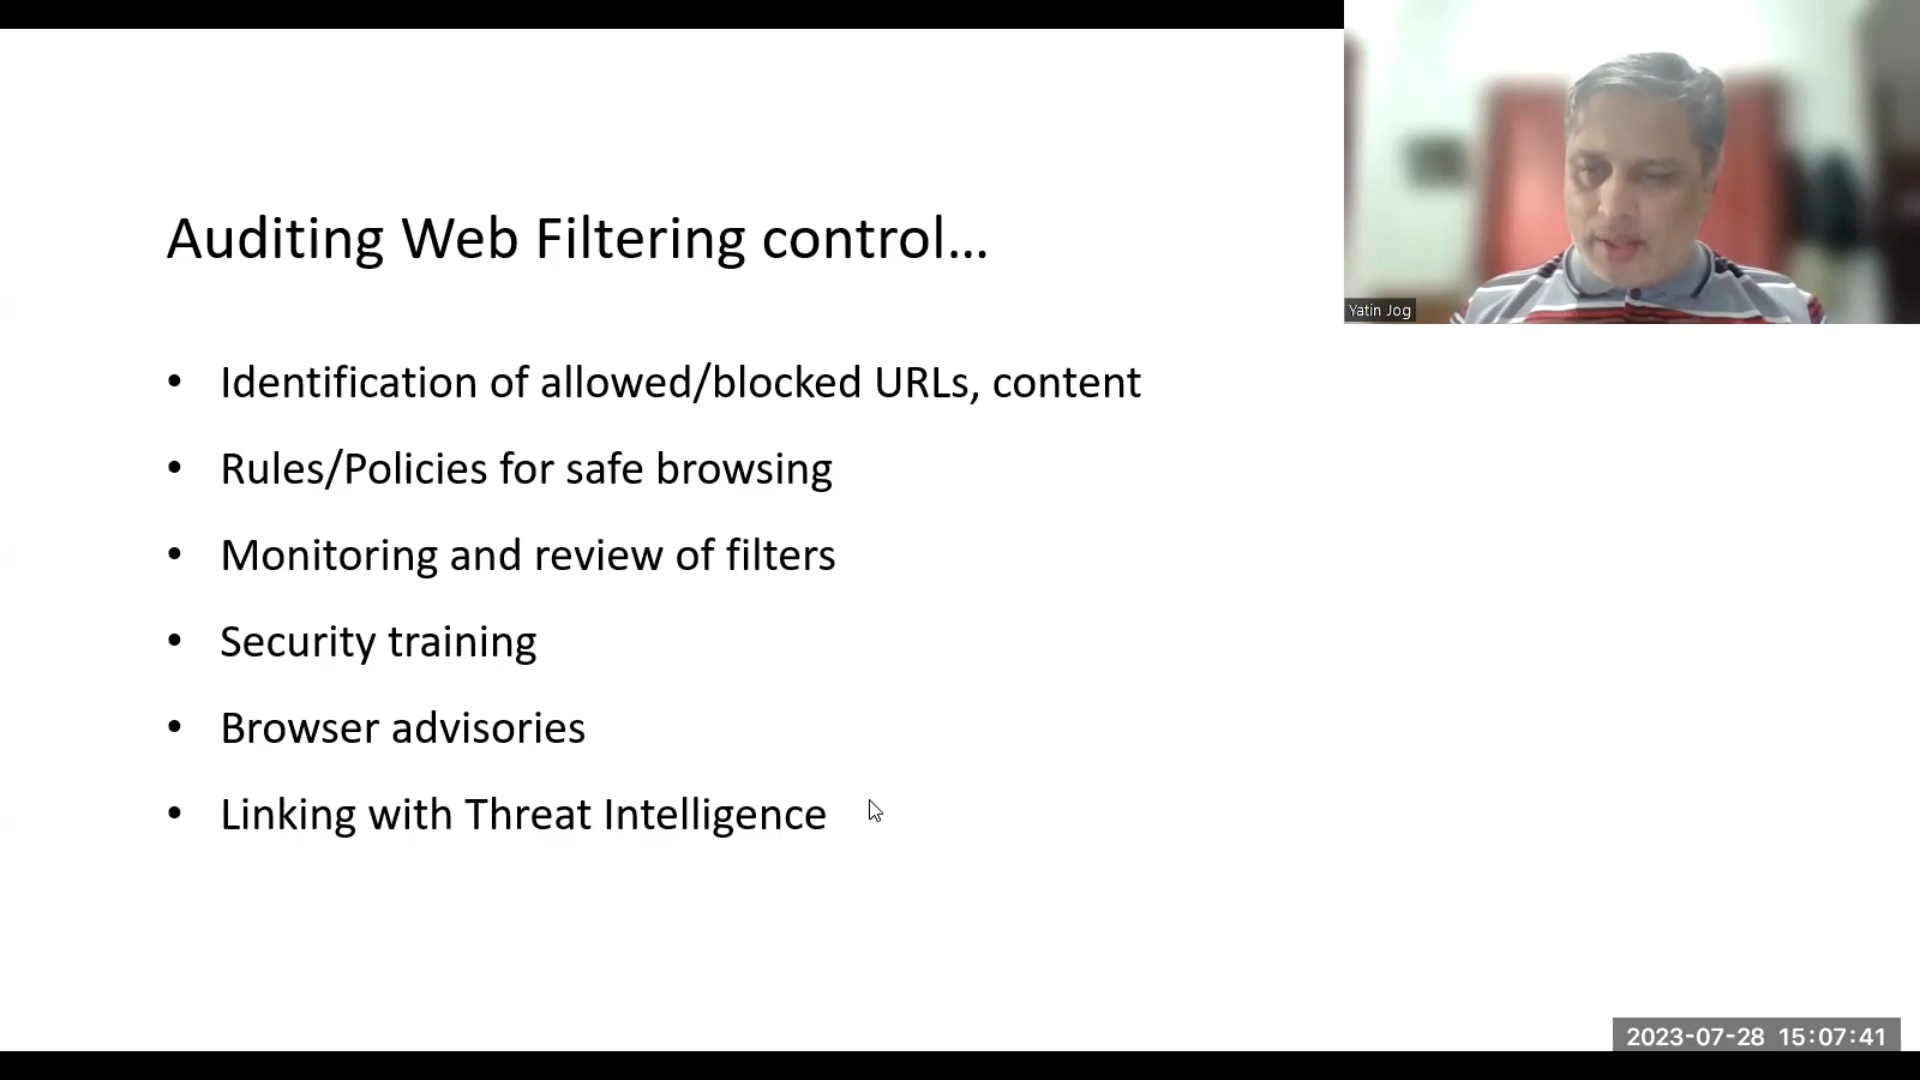 Auditing Web Filtering control...
• Identification of allowed/blocked URLs, content
• Rules/Policies for safe browsing
• Monitoring and review of filters
• Security training
• Browser advisories
• Linking with Threat Intelligence
Yatin Jog
2023-07-28 15:07:41